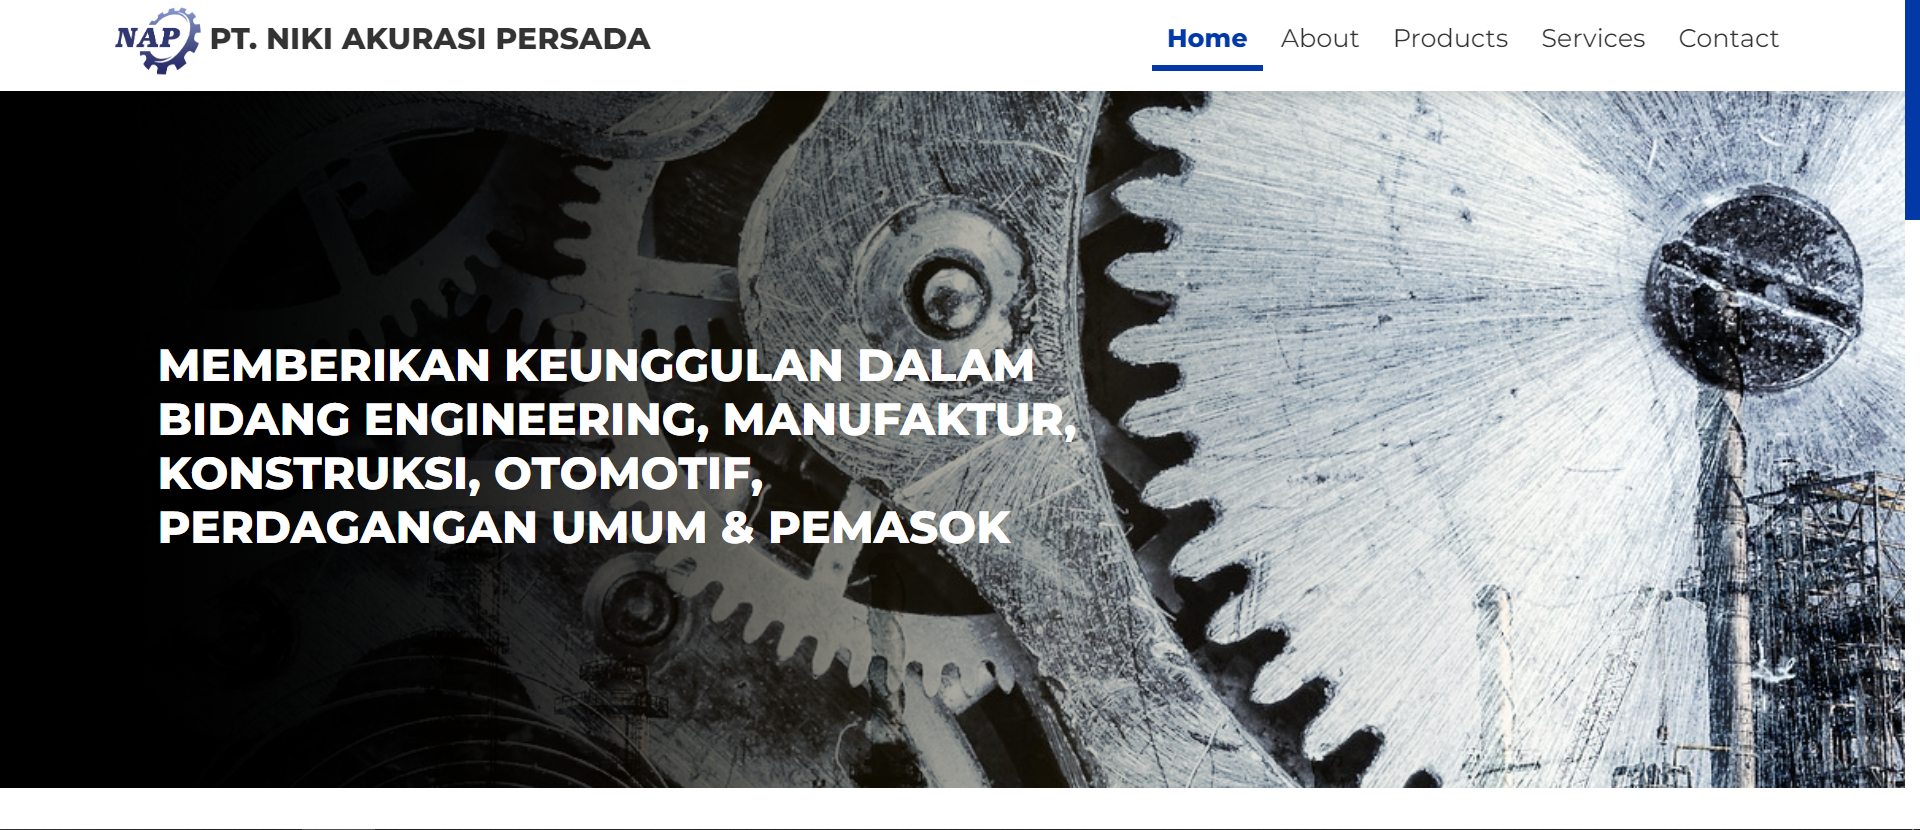 NAP PT. NIKI AKURASI PERSADA
Home About Products Services Contact
MEMBERIKAN KEUNGGULAN DALAM
BIDANG ENGINEERING, MANUFAKTUR,
KONSTRUKSI, OTOMOTIF,
PERDAGANGAN UMUM & PEMASOK